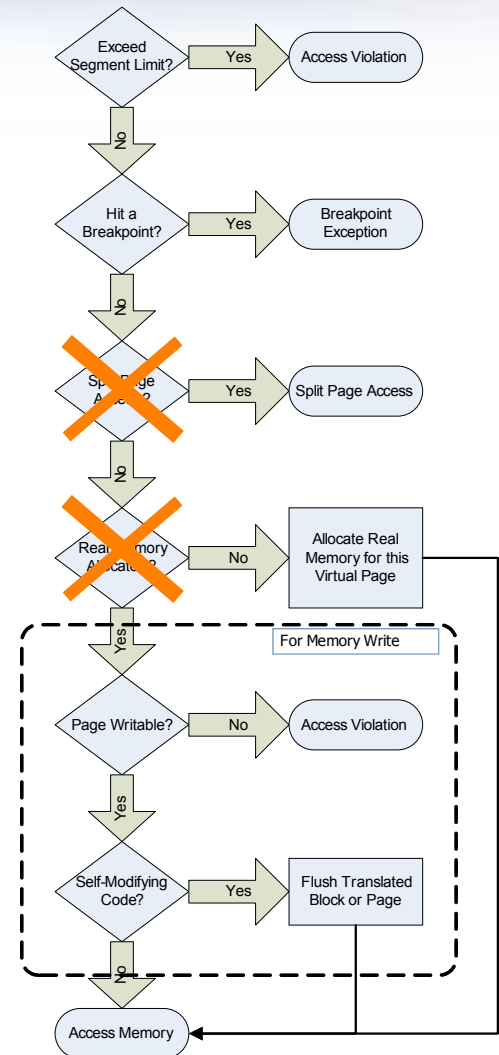 Exceed
Segment Limit?
Yes
Access Violation
No
Hit a
Breakpoint?
Yes
Breakpoint
Exception
No
Yes
Split Page Access
No
No
Allocate Real
Memory for this
Virtual Page
Yes
For Memory Write
Page Writable?
No
Access Violation
Yes
Self-Modifying
Code?
Yes
Flush Translated
Block or Page
No
Access Memory